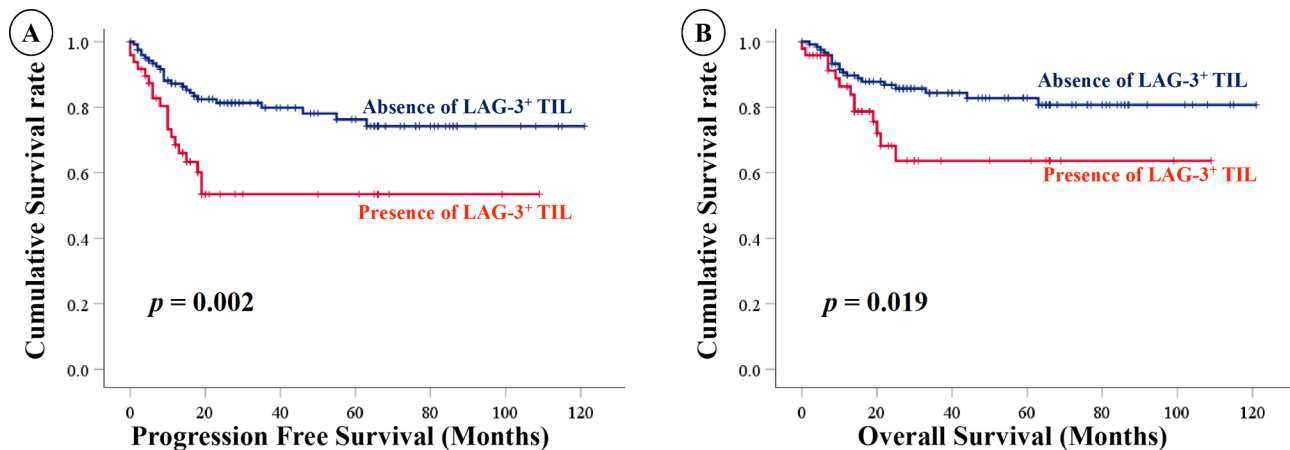 A
Cumulative Survival rate
1.0
0.8
0.6
0.4
0.2
0.0
Absence of LAG-3⁺ TIL
Presence of LAG-3⁺ TIL
p = 0.002
0 20 40 60 80 100 120
Progression Free Survival (Months)
B
Cumulative Survival rate
1.0
0.8
0.6
0.4
0.2
0.0
Absence of LAG-3⁺ TIL
Presence of LAG-3⁺ TIL
p = 0.019
0 20 40 60 80 100 120
Overall Survival (Months)